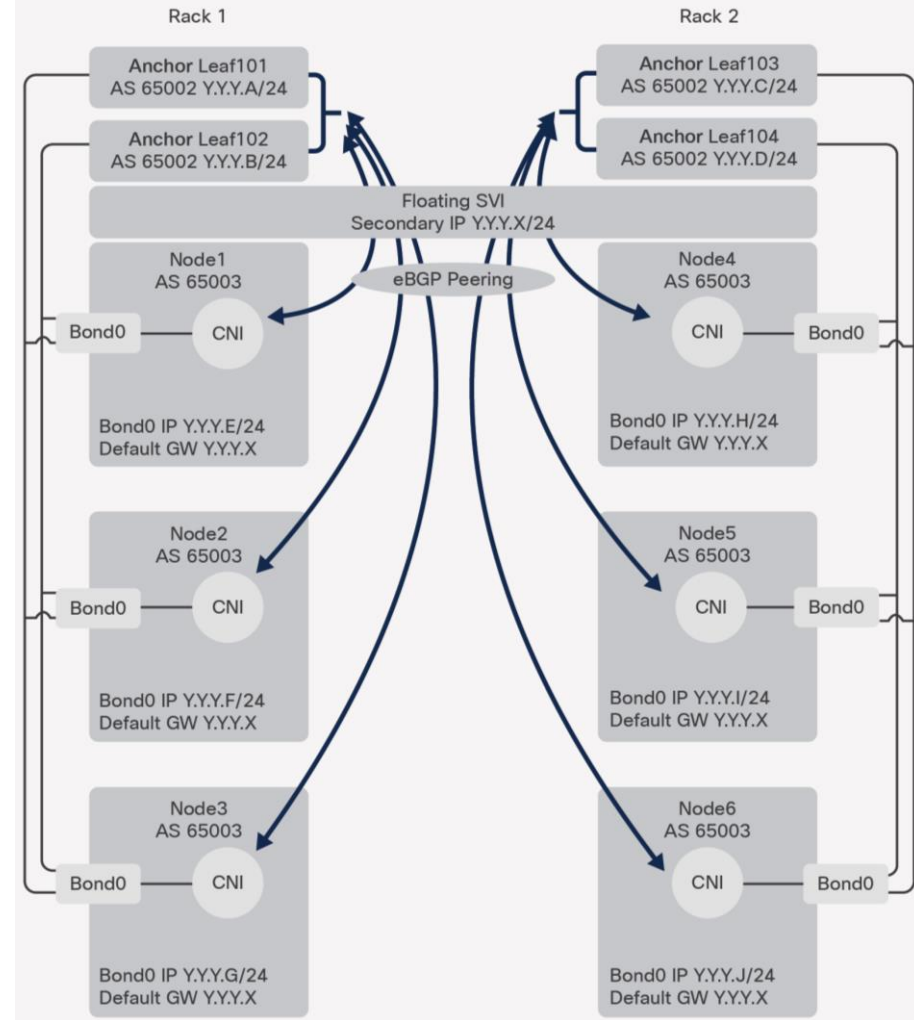 Rack 1
Rack 2
Anchor Leaf101
AS 65002 Y.Y.Y.A/24
Anchor Leaf102
AS 65002 Y.Y.Y.B/24
Anchor Leaf103
AS 65002 Y.Y.Y.C/24
Anchor Leaf104
AS 65002 Y.Y.Y.D/24
Floating SVI
Secondary IP Y.Y.Y.X/24
eBGP Peering
Node1
AS 65003
Bond0
CNI
Bond0 IP Y.Y.Y.E/24
Default GW Y.Y.Y.X
Node4
AS 65003
CNI
Bond0
Bond0 IP Y.Y.Y.H/24
Default GW Y.Y.Y.X
Node2
AS 65003
Bond0
CNI
Bond0 IP Y.Y.Y.F/24
Default GW Y.Y.Y.X
Node5
AS 65003
CNI
Bond0
Bond0 IP Y.Y.Y.I/24
Default GW Y.Y.Y.X
Node3
AS 65003
Bond0
CNI
Bond0 IP Y.Y.Y.G/24
Default GW Y.Y.Y.X
Node6
AS 65003
CNI
Bond0
Bond0 IP Y.Y.Y.J/24
Default GW Y.Y.Y.X